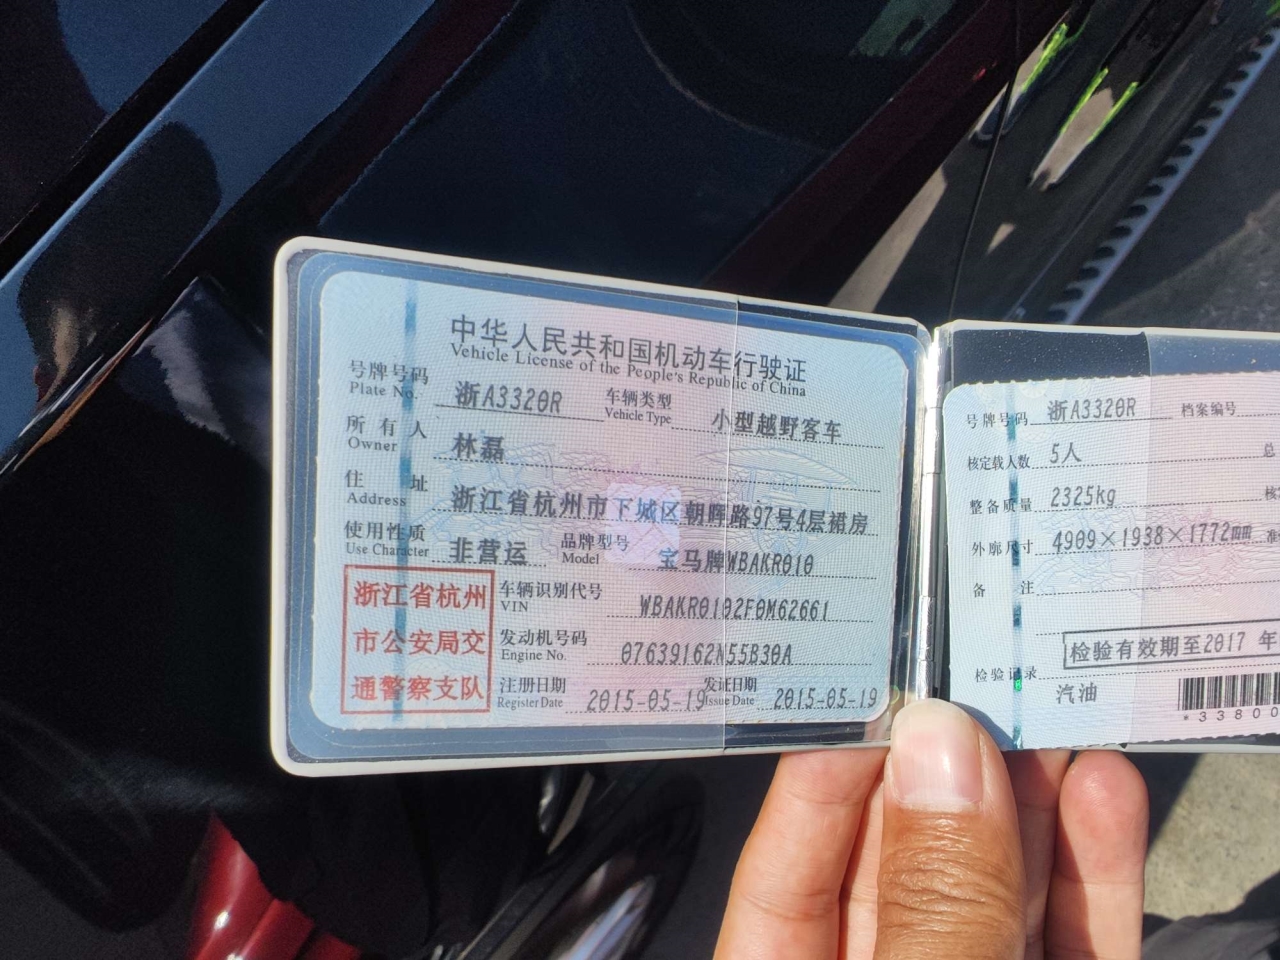 中华人民共和国机动车行驶证
Vehicle License of the People's Republic of China
号牌号码 浙A3320R 车辆类型 小型越野客车
Plate No. Vehicle Type
所有人 林磊
Owner
住址 浙江省杭州市下城区朝晖路97号4层裙房
Address
使用性质 非营运 品牌型号 宝马牌WBAKR010
Use Character Model
浙江省杭州
市公安局交
通警察支队
车辆识别代号 WBAKR0102F0M62661
VIN
发动机号码 07639162N55B30A
Engine No.
注册日期 2015-05-19 发证日期 2015-05-19
Register Date Issue Date
号牌号码 浙A3320R 档案编号
核定载人数 5人 总
整备质量 2325kg 核
外廓尺寸 4909×1938×1772mm 准
备注
检验有效期至2017 年
检验记录
汽油
*33800